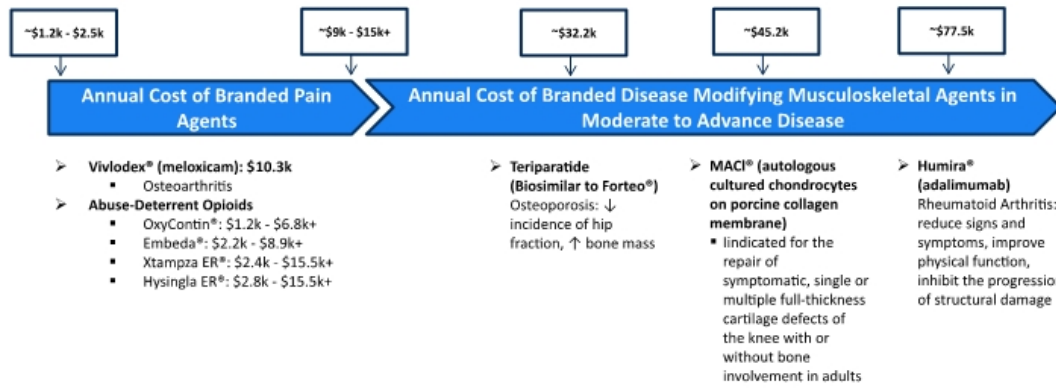 ~$1.2k - $2.5k
~$9k - $15k+
~$32.2k
~$45.2k
~$77.5k
Annual Cost of Branded Pain
Agents
Annual Cost of Branded Disease Modifying Musculoskeletal Agents in
Moderate to Advance Disease
➢ Vivlodex® (meloxicam): $10.3k
▪ Osteoarthritis
➢ Abuse-Deterrent Opioids
▪ OxyContin®: $1.2k - $6.8k+
▪ Embeda®: $2.2k - $8.9k+
▪ Xtampza ER®: $2.4k - $15.5k+
▪ Hysingla ER®: $2.8k - $15.5k+
➢ Teriparatide
(Biosimilar to Forteo®)
Osteoporosis: ↓
incidence of hip
fraction, ↑ bone mass
➢ MACI® (autologous
cultured chondrocytes
on porcine collagen
membrane)
▪ Iindicated for the
repair of
symptomatic, single or
multiple full-thickness
cartilage defects of
the knee with or
without bone
involvement in adults
➢ Humira®
(adalimumab)
Rheumatoid Arthritis:
reduce signs and
symptoms, improve
physical function,
inhibit the progression
of structural damage